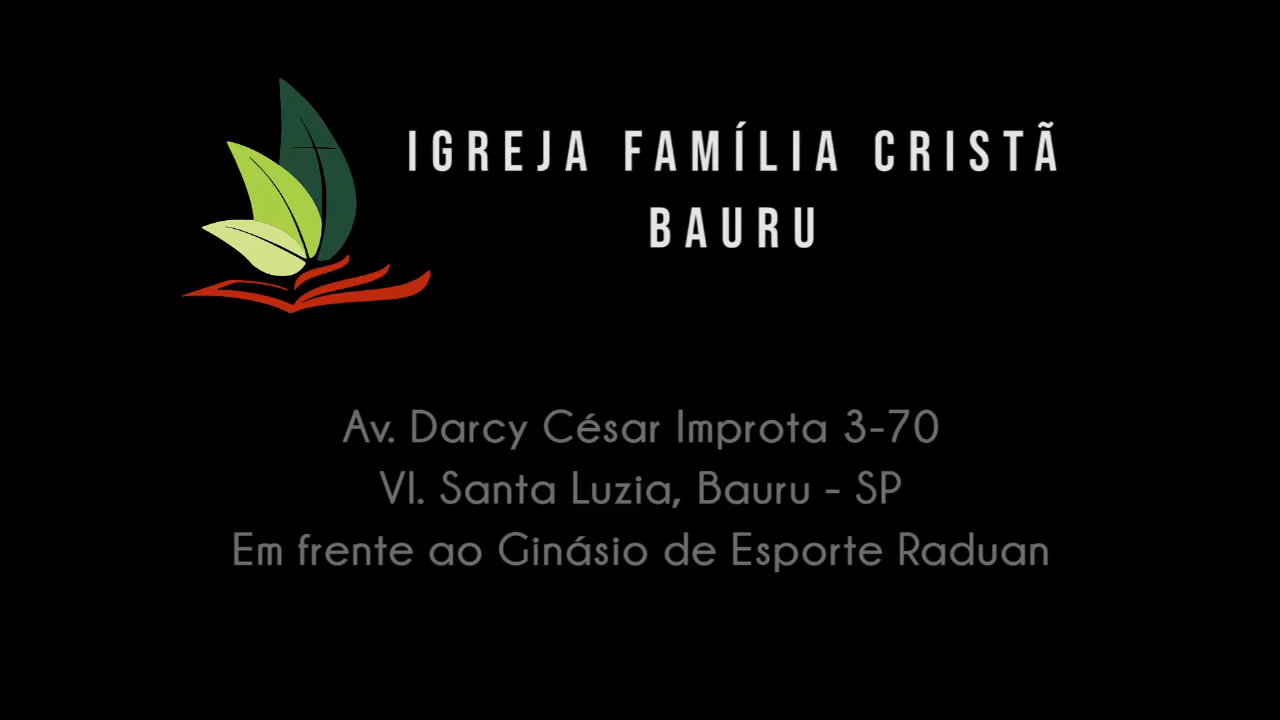 IGREJA FAMÍLIA CRISTÃ
BAURU
Av. Darcy César Improta 3-70
Vl. Santa Luzia, Bauru - SP
Em frente ao Ginásio de Esporte Raduan